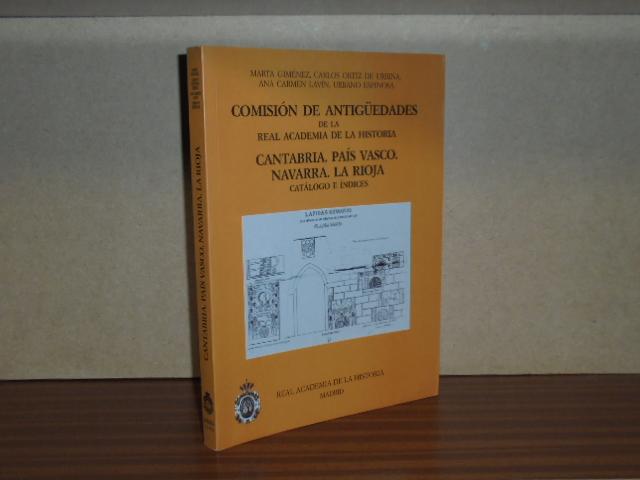 MARTA GIMÉNEZ, CARLOS ORTIZ DE URBINA,
ANA CARMEN LAVÍN, URBANO ESPINOSA
COMISIÓN DE ANTIGÜEDADES
DE LA
REAL ACADEMIA DE LA HISTORIA
CANTABRIA. PAÍS VASCO.
NAVARRA. LA RIOJA
CATÁLOGO E ÍNDICES
LAPIDAS ROMANAS
REAL ACADEMIA DE LA HISTORIA
MADRID
CANTABRIA. PAÍS VASCO. NAVARRA. LA RIOJA